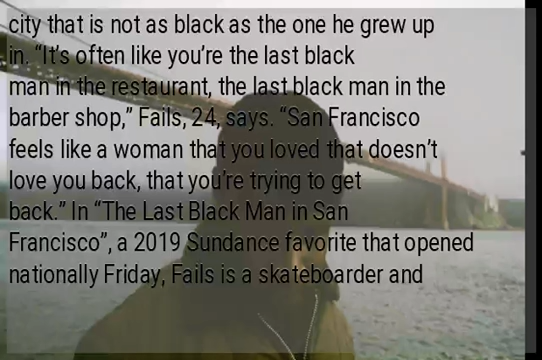 city that is not as black as the one he grew up
in. “It’s often like you’re the last black
man in the restaurant, the last black man in the
barber shop,” Fails, 24, says. “San Francisco
feels like a woman that you loved that doesn’t
love you back, that you’re trying to get
back.” In “The Last Black Man in San
Francisco”, a 2019 Sundance favorite that opened
nationally Friday, Fails is a skateboarder and